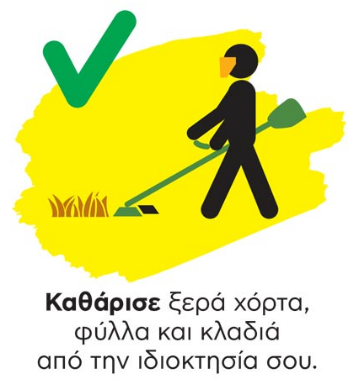 Καθάρισε ξερά χόρτα,
φύλλα και κλαδιά
από την ιδιοκτησία σου.